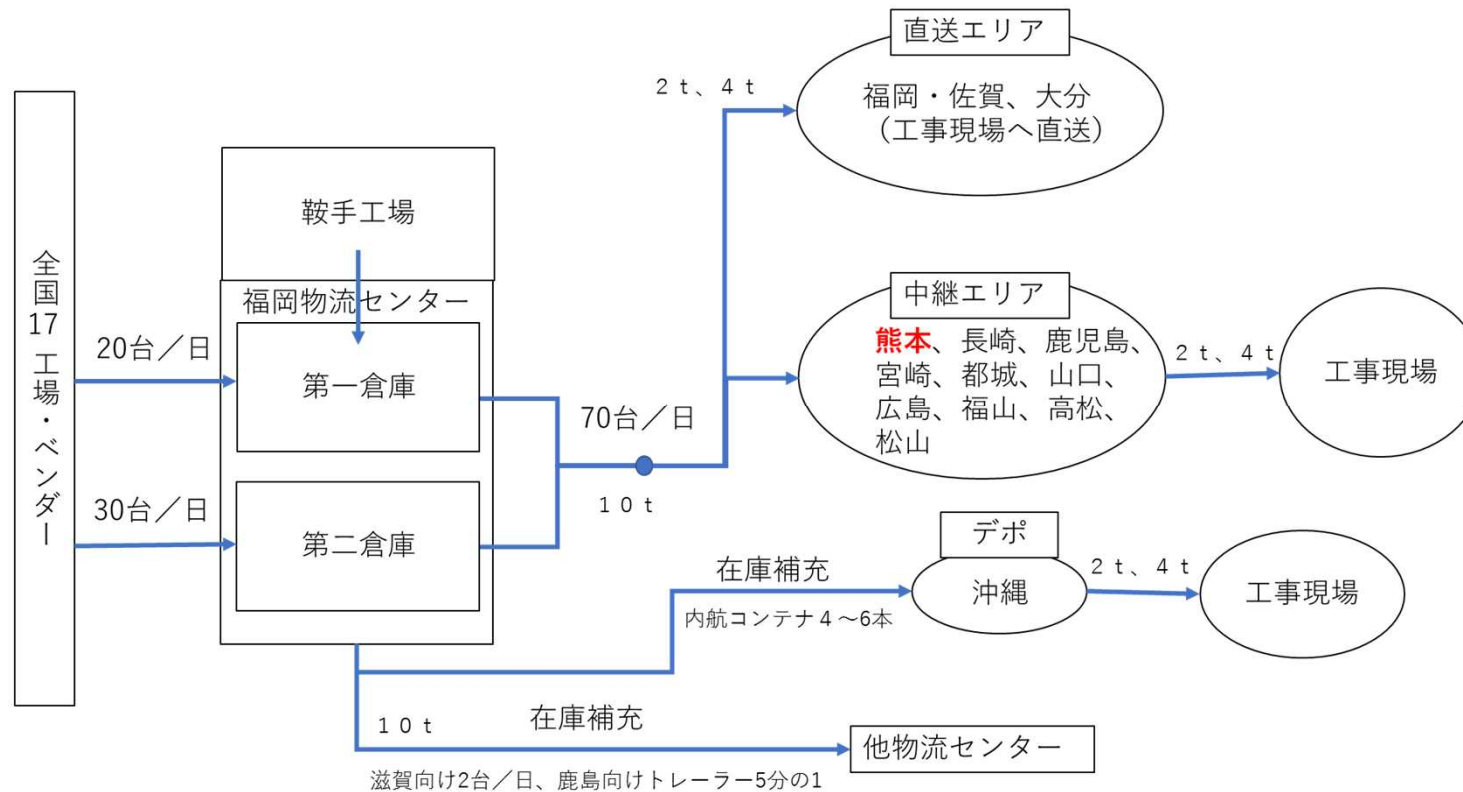 直送エリア
2t、4t
福岡・佐賀、大分
（工事現場へ直送）
全国17工場・ベンダー
鞍手工場
福岡物流センター
20台／日
第一倉庫
30台／日
第二倉庫
70台／日
10t
中継エリア
熊本、長崎、鹿児島、
宮崎、都城、山口、
広島、福山、高松、
松山
2t、4t
工事現場
デポ
在庫補充
沖縄
内航コンテナ４～6本
2t、4t
工事現場
10t
在庫補充
他物流センター
滋賀向け2台／日、鹿島向けトレーラー5分の1